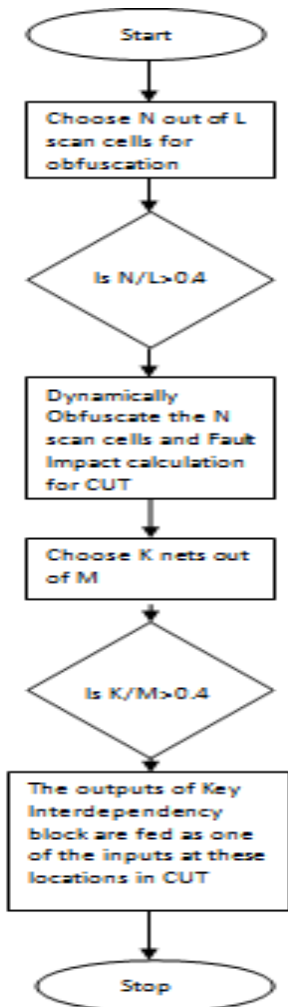 Start
Choose N out of L
scan cells for
obfuscation
Is N/L>0.4
Dynamically
Obfuscate the N
scan cells and Fault
Impact calculation
for CUT
Choose K nets out
of M
Is K/M>0.4
The outputs of Key
Interdependency
block are fed as one
of the inputs at these
locations in CUT
Stop